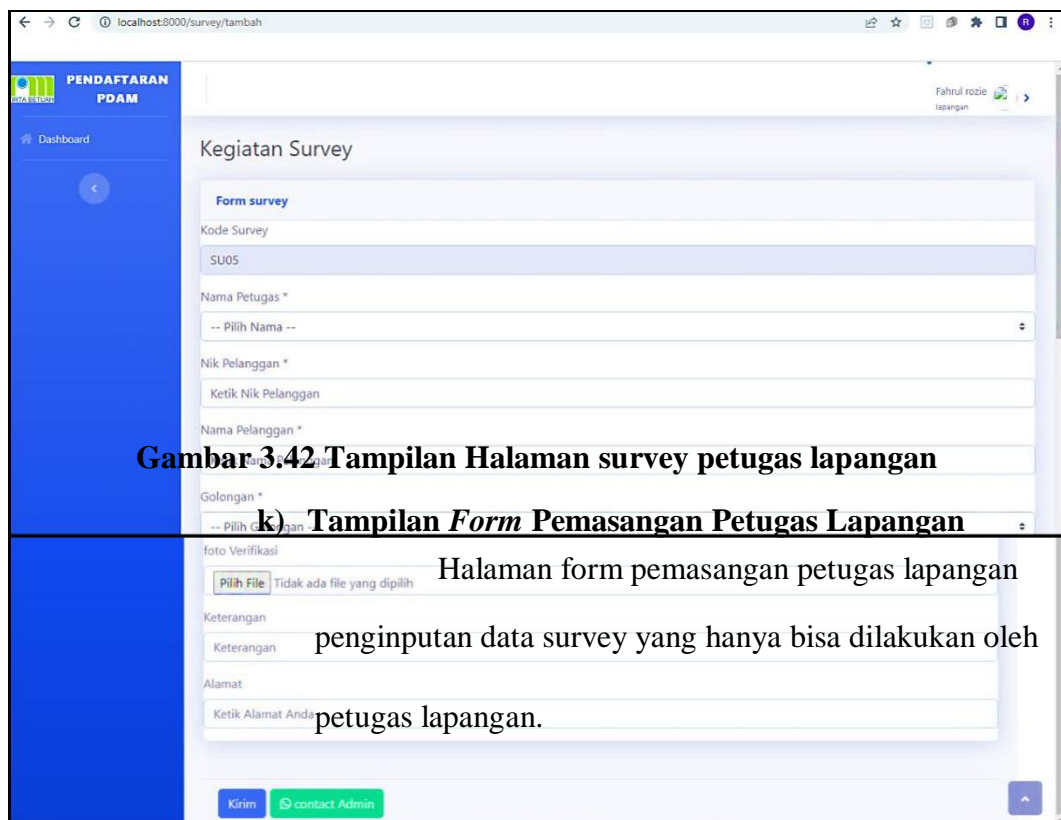 localhost:8000/survey/tambah
R
PENDAFTARAN
PDAM
IRTA BETUAH
Fahrul rozie
lapangan
Dashboard
Kegiatan Survey
Form survey
Kode Survey
SU05
Nama Petugas *
-- Pilih Nama --
Nik Pelanggan *
Ketik Nik Pelanggan
Nama Pelanggan *
Gambar 3.42 Tampilan Halaman survey petugas lapangan
Golongan *
k) Tampilan Form Pemasangan Petugas Lapangan
-- Pilih
foto Verifikasi
Pilih File Tidak ada file yang dipilih
Halaman form pemasangan petugas lapangan
Keterangan
Keterangan
penginputan data survey yang hanya bisa dilakukan oleh
Alamat
Ketik Alamat Anda
petugas lapangan.
Kirim
contact Admin